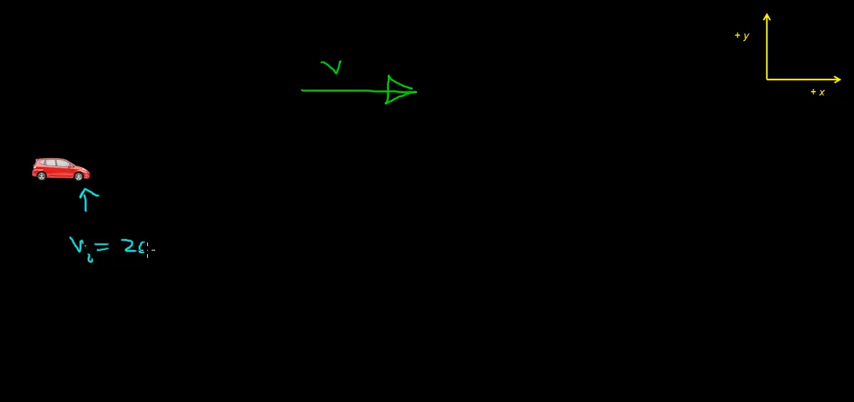 + y
v
+ x
vᵢ = 20